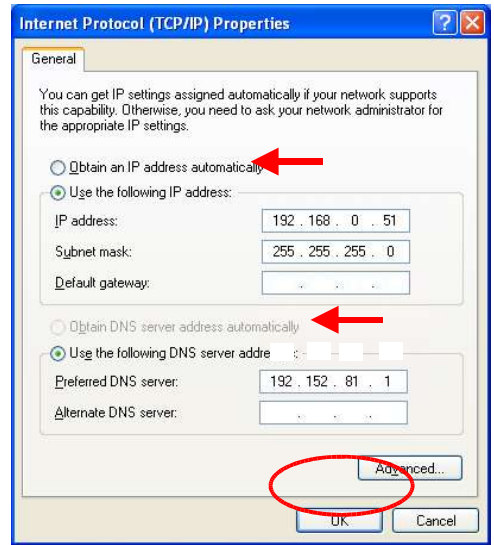 Internet Protocol (TCP/IP) Properties
General
You can get IP settings assigned automatically if your network supports
this capability. Otherwise, you need to ask your network administrator for
the appropriate IP settings.
Obtain an IP address automatically
Use the following IP address:
IP address: 192 . 168 . 0 . 51
Subnet mask: 255 . 255 . 255 . 0
Default gateway: . . .
Obtain DNS server address automatically
Use the following DNS server addre :
Preferred DNS server: 192 . 152 . 81 . 1
Alternate DNS server: . . .
Advanced...
OK Cancel